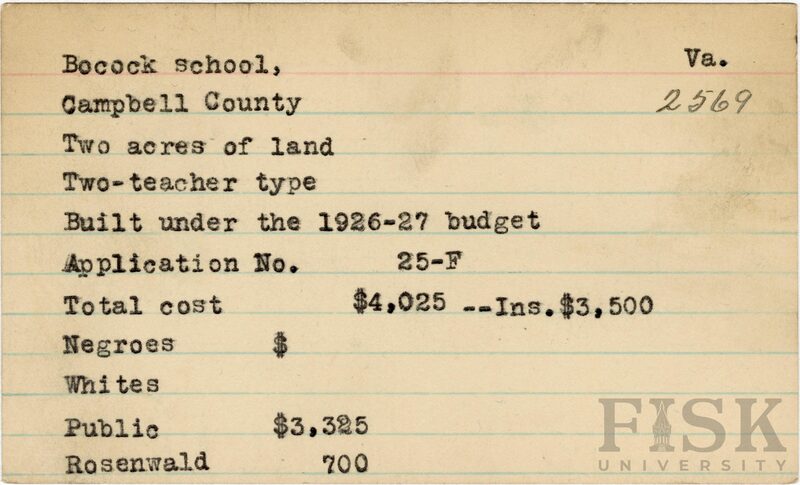 Bocock school, Va.
Campbell County 2569
Two acres of land
Two-teacher type
Built under the 1926-27 budget
Application No. 25-F
Total cost $4,025 --Ins.$3,500
Negroes $
Whites
Public $3,325
Rosenwald 700
FISK
UNIVERSITY